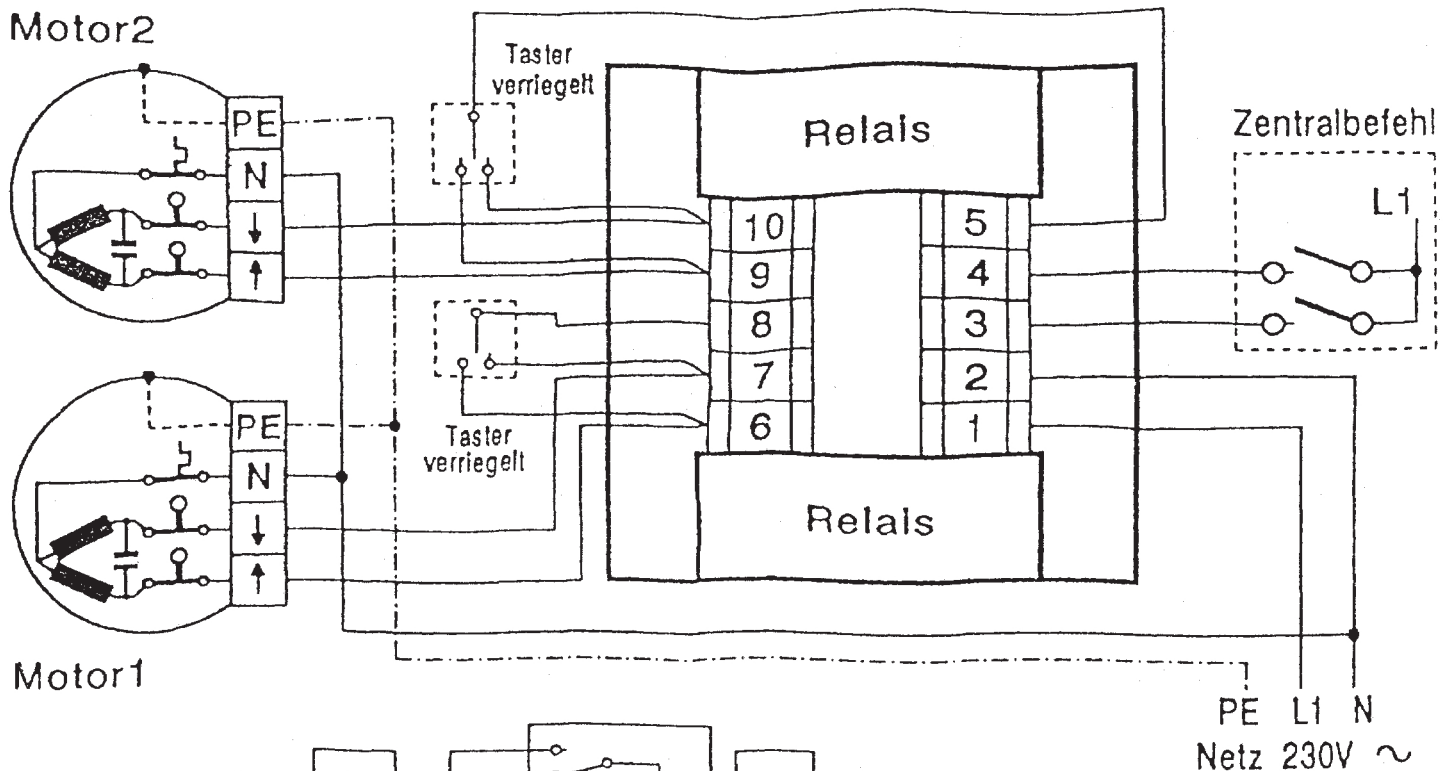 Motor2
Taster
verriegelt
Relais
Zentralbefehl
L1
PE
N
↓
↑
10
9
8
7
6
5
4
3
2
1
PE
N
↓
↑
Taster
verriegelt
Relais
Motor1
PE L1 N
Netz 230V ~